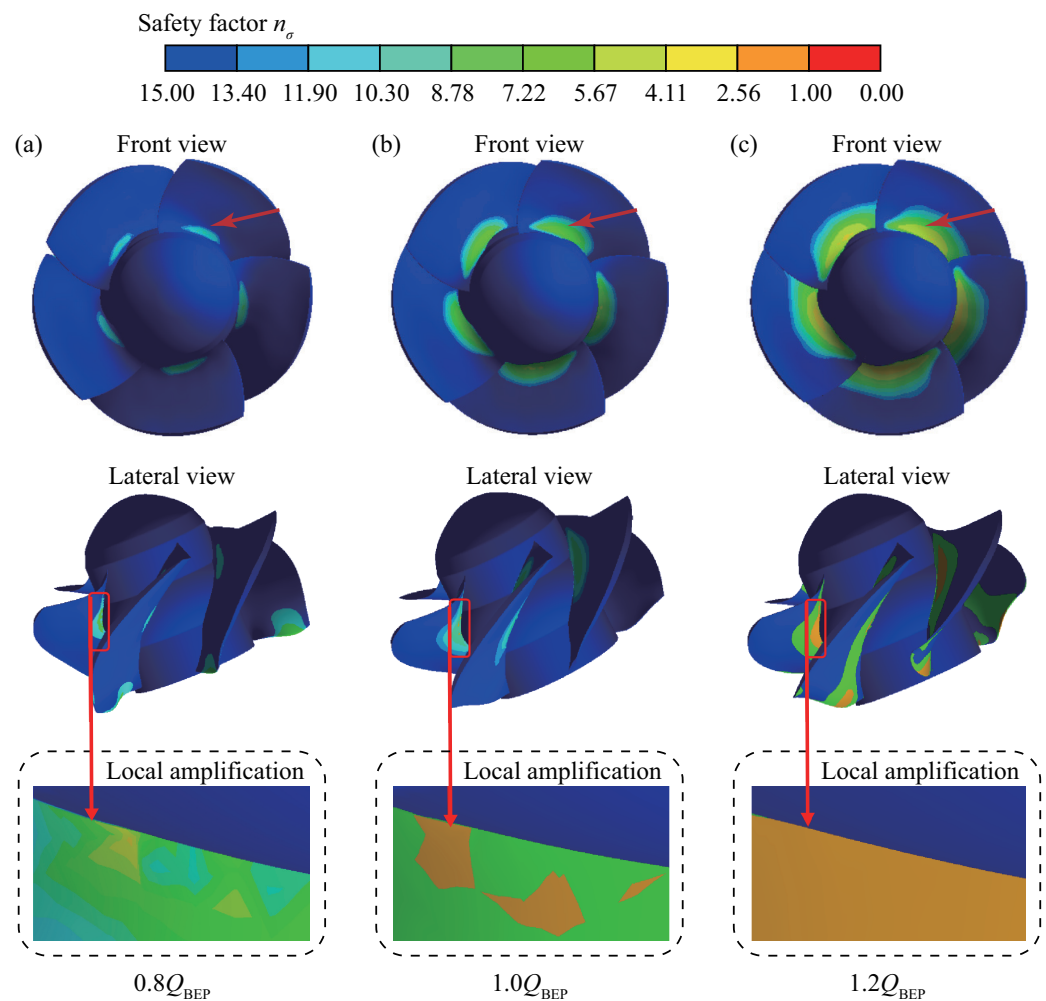 Safety factor nσ
15.00 13.40 11.90 10.30 8.78 7.22 5.67 4.11 2.56 1.00 0.00
(a) Front view (b) Front view (c) Front view
Lateral view Lateral view Lateral view
Local amplification Local amplification Local amplification
0.8QBEP 1.0QBEP 1.2QBEP